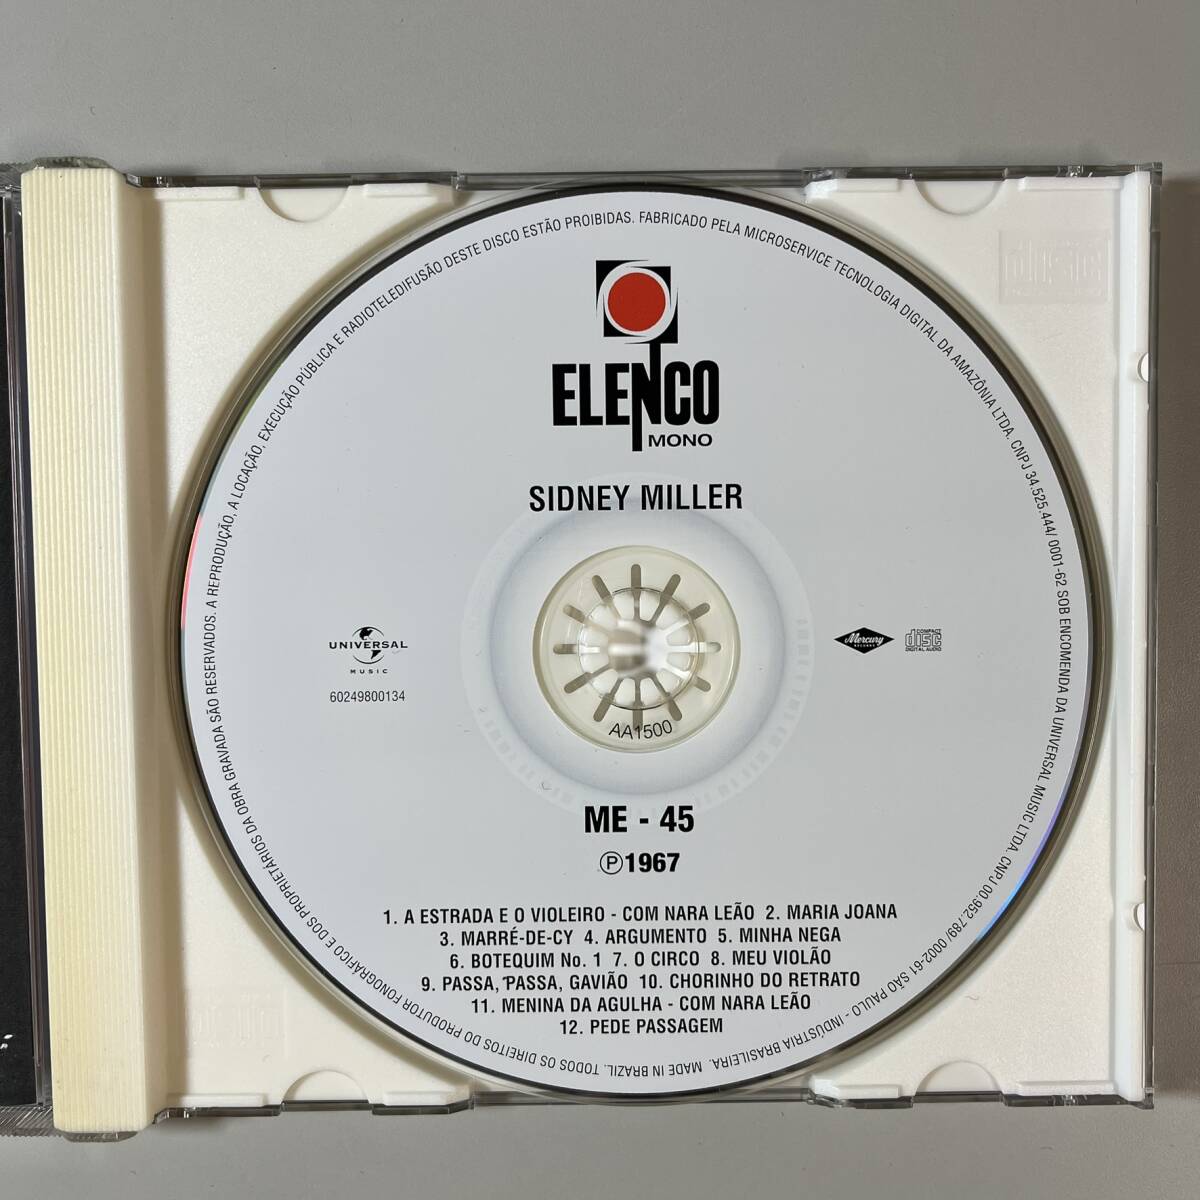 ELENCO
MONO
SIDNEY MILLER
UNIVERSAL
MUSIC
60249800134
Mercury
RECORDS
COMPACT
disc
DIGITAL AUDIO
AA1500
ME - 45
℗1967
1. A ESTRADA E O VIOLEIRO - COM NARA LEÃO 2. MARIA JOANA
3. MARRÉ-DE-CY 4. ARGUMENTO 5. MINHA NEGA
6. BOTEQUIM No. 1 7. O CIRCO 8. MEU VIOLÃO
9. PASSA, PASSA, GAVIÃO 10. CHORINHO DO RETRATO
11. MENINA DA AGULHA - COM NARA LEÃO
12. PEDE PASSAGEM
TODOS OS DIREITOS DO PRODUTOR FONOGRÁFICO E DOS PROPRIETÁRIOS DA OBRA GRAVADA SÃO RESERVADOS. A REPRODUÇÃO, A LOCAÇÃO, EXECUÇÃO PÚBLICA E RADIOTELEDIFUSÃO DESTE DISCO ESTÃO PROIBIDAS. FABRICADO PELA MICROSERVICE TECNOLOGIA DIGITAL DA AMAZÔNIA LTDA. CNPJ 34.525.444/ 0001-62 SOB ENCOMENDA DA UNIVERSAL MUSIC LTDA. CNPJ 00.952.789/ 0002-61 SÃO PAULO - INDÚSTRIA BRASILEIRA. MADE IN BRAZIL.
disc